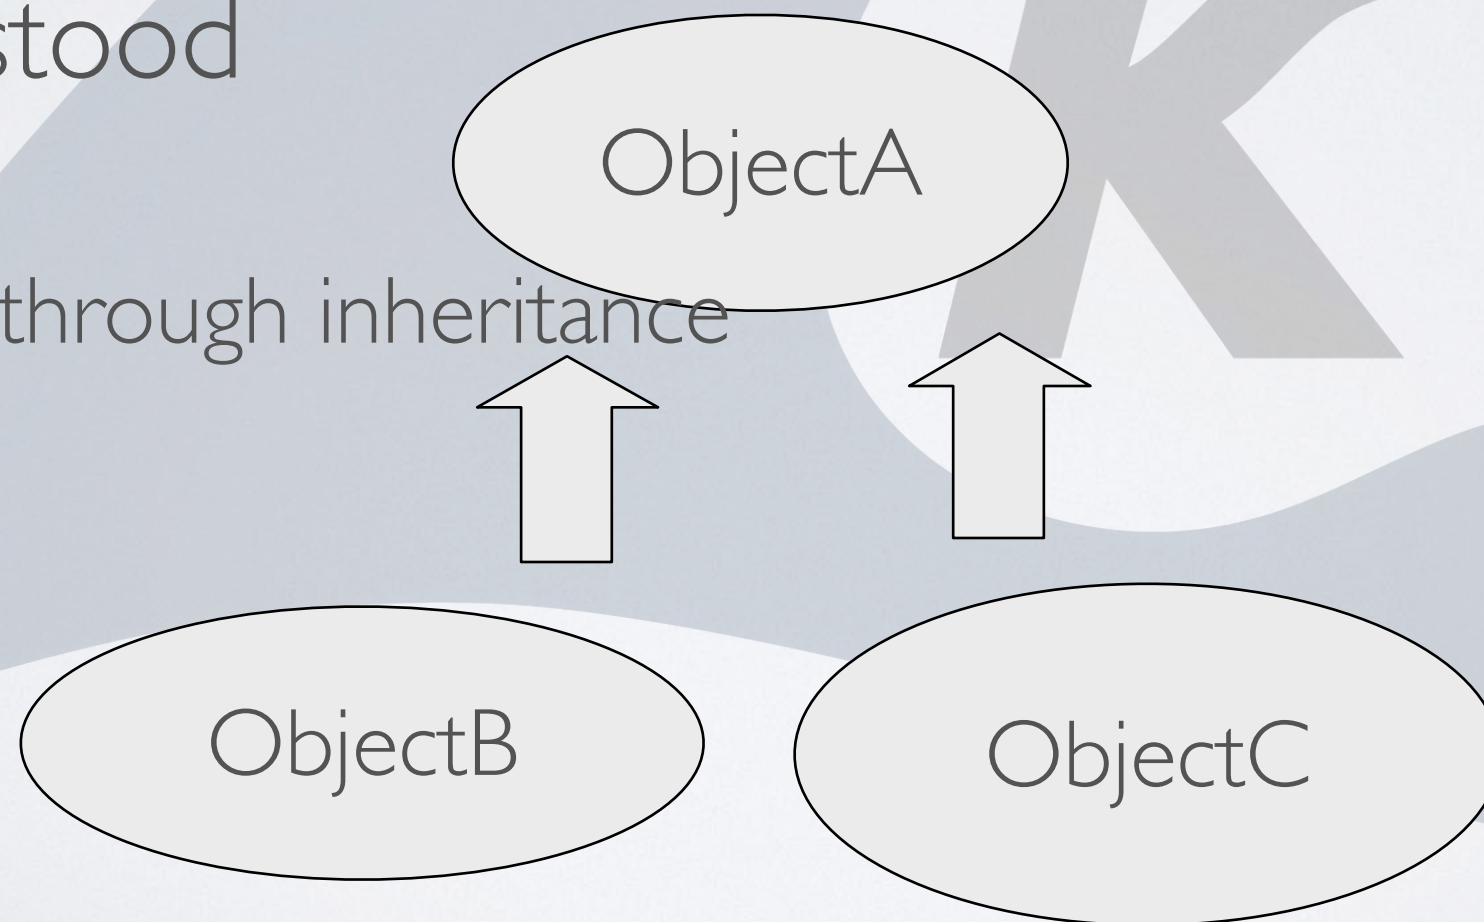 stood
ObjectA
through inheritance
ObjectB
ObjectC